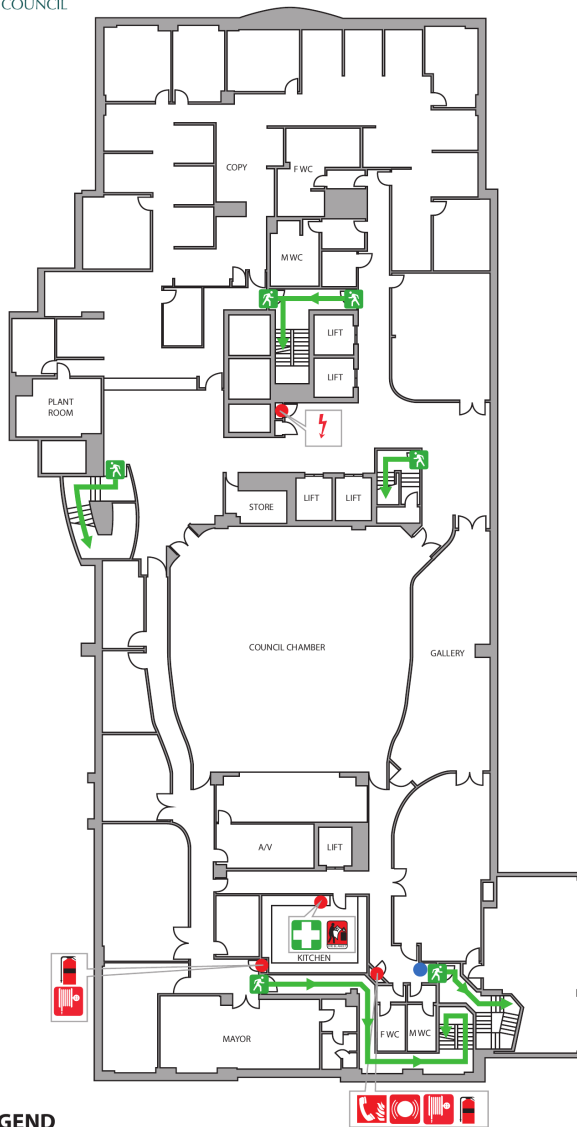 COUNCIL
COPY
F WC
M WC
LIFT
LIFT
PLANT
ROOM
STORE
LIFT
LIFT
COUNCIL CHAMBER
GALLERY
A/V
LIFT
KITCHEN
MAYOR
F WC
M WC
GEND